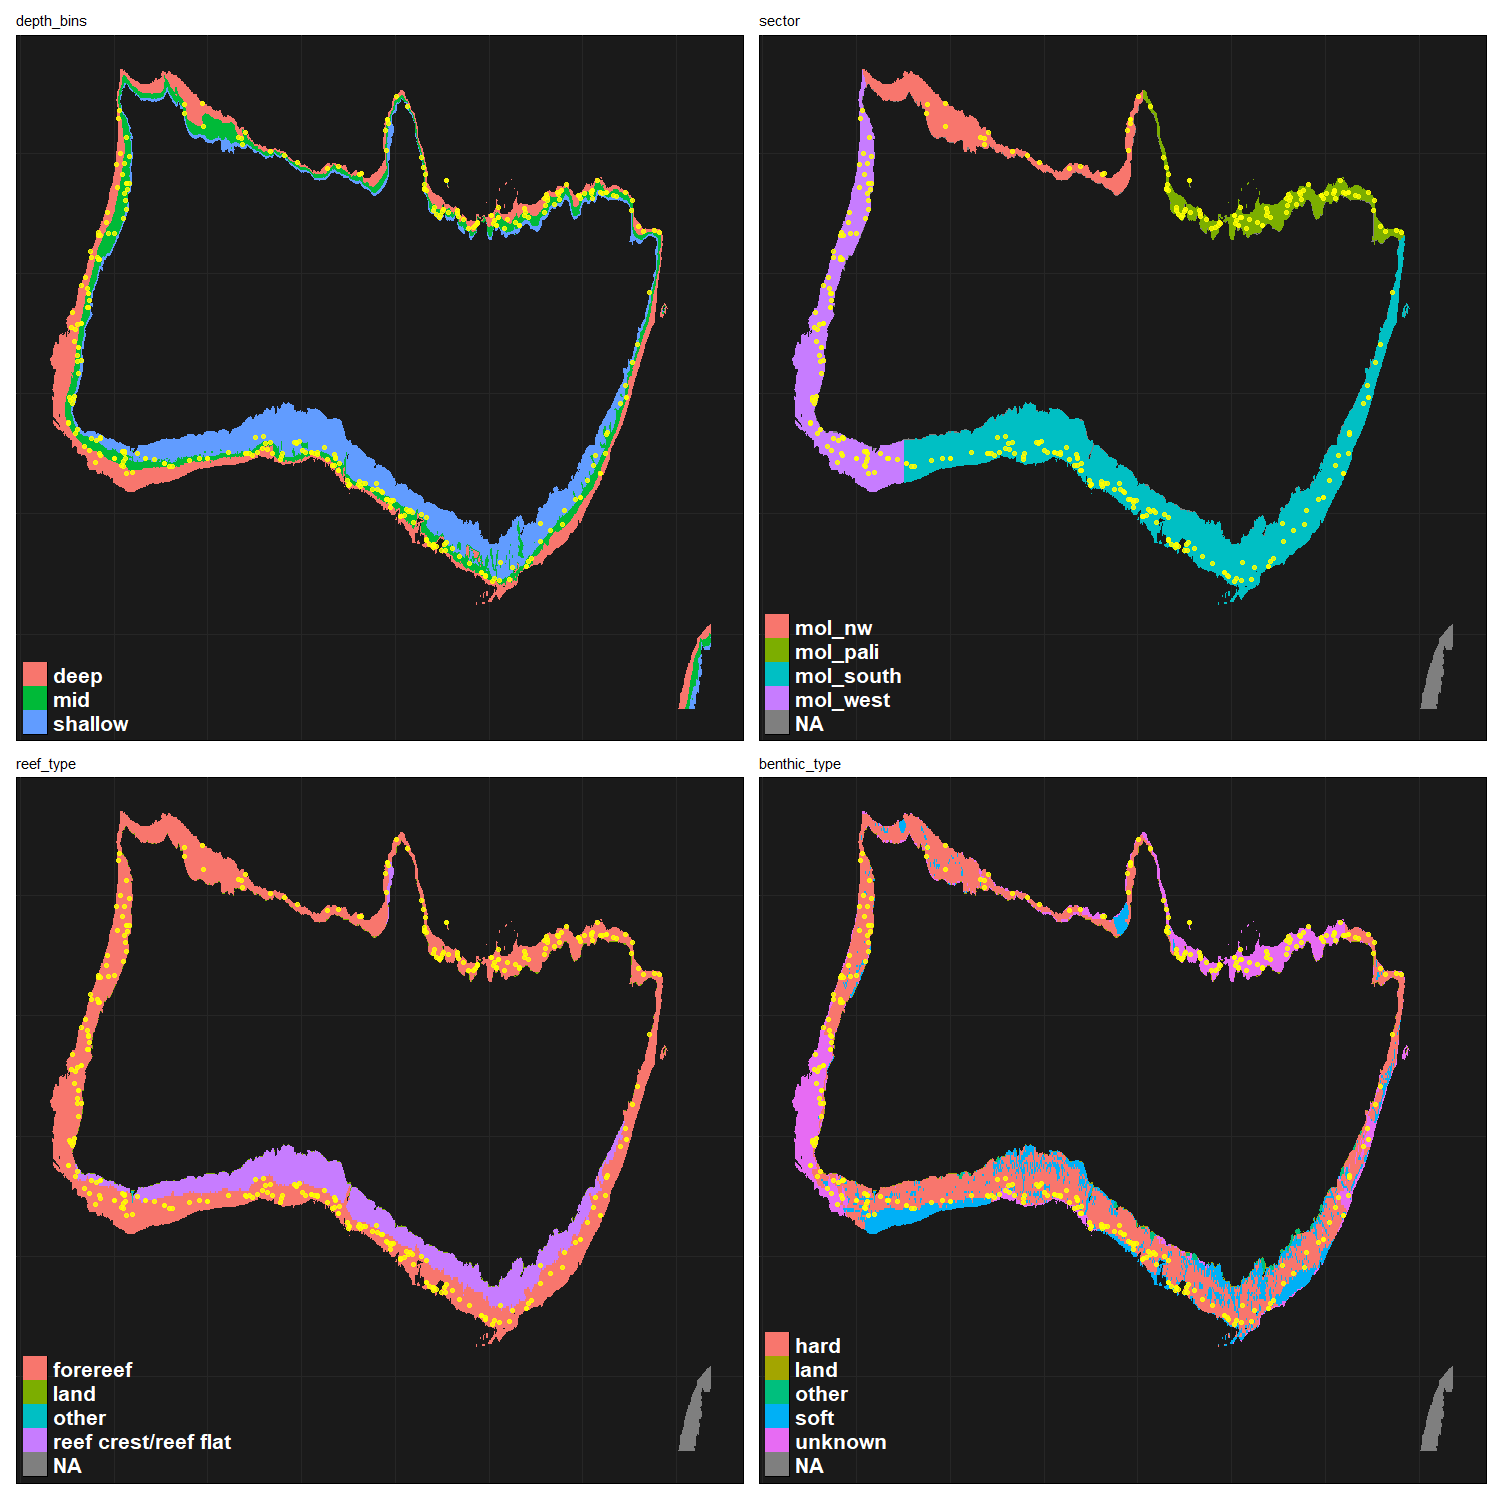 depth_bins
deep
mid
shallow
sector
mol_nw
mol_pali
mol_south
mol_west
NA
reef_type
forereef
land
other
reef crest/reef flat
NA
benthic_type
hard
land
other
soft
unknown
NA